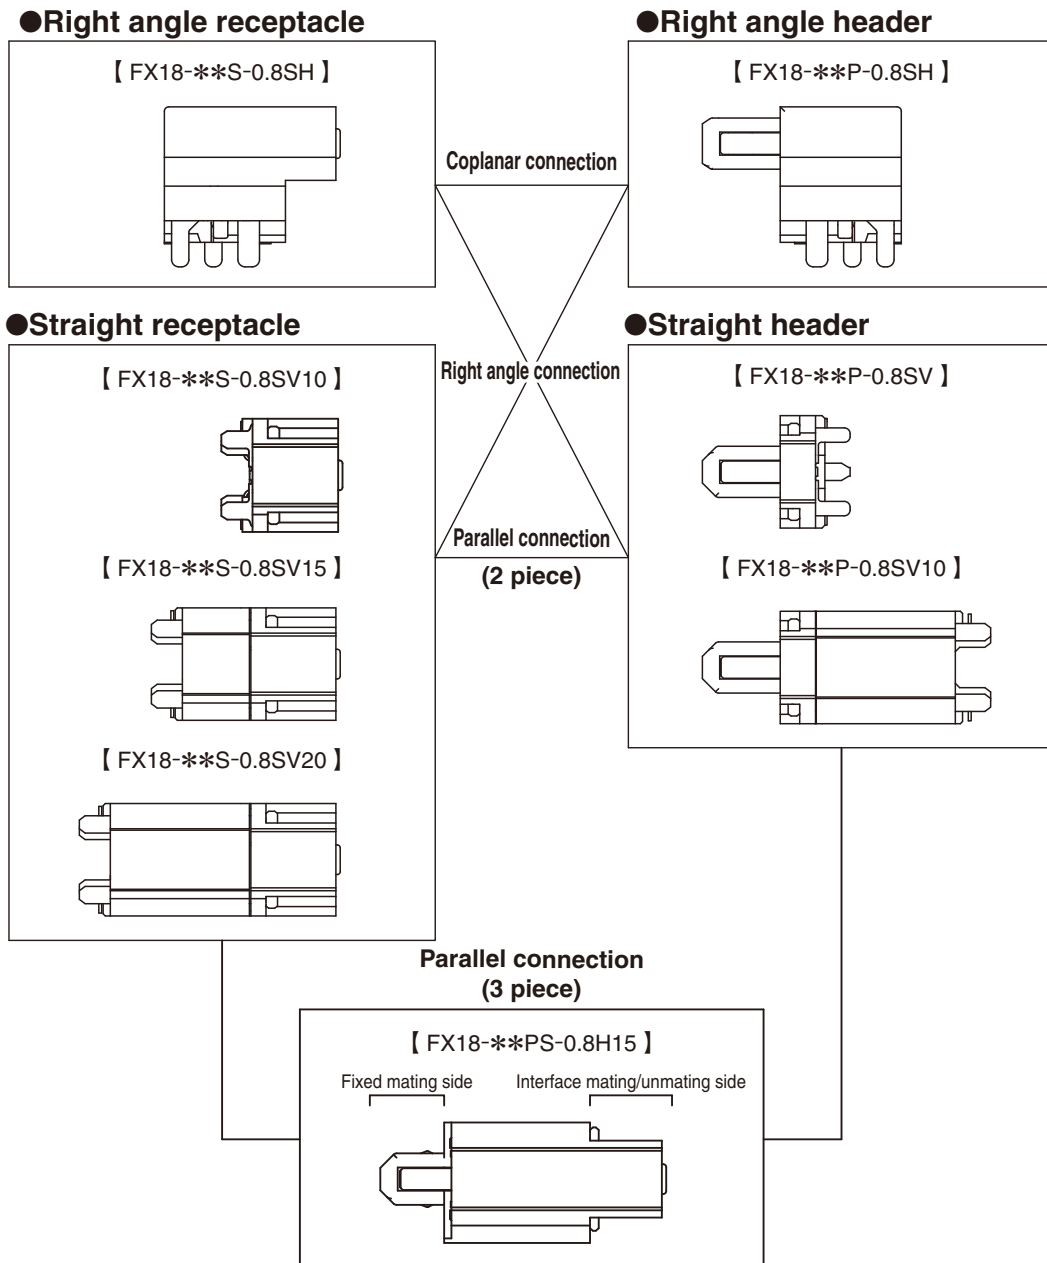 ●Right angle receptacle
【 FX18-**S-0.8SH 】
●Right angle header
【 FX18-**P-0.8SH 】
Coplanar connection
●Straight receptacle
【 FX18-**S-0.8SV10 】
【 FX18-**S-0.8SV15 】
【 FX18-**S-0.8SV20 】
Right angle connection
Parallel connection
(2 piece)
●Straight header
【 FX18-**P-0.8SV 】
【 FX18-**P-0.8SV10 】
Parallel connection
(3 piece)
【 FX18-**PS-0.8H15 】
Fixed mating side
Interface mating/unmating side